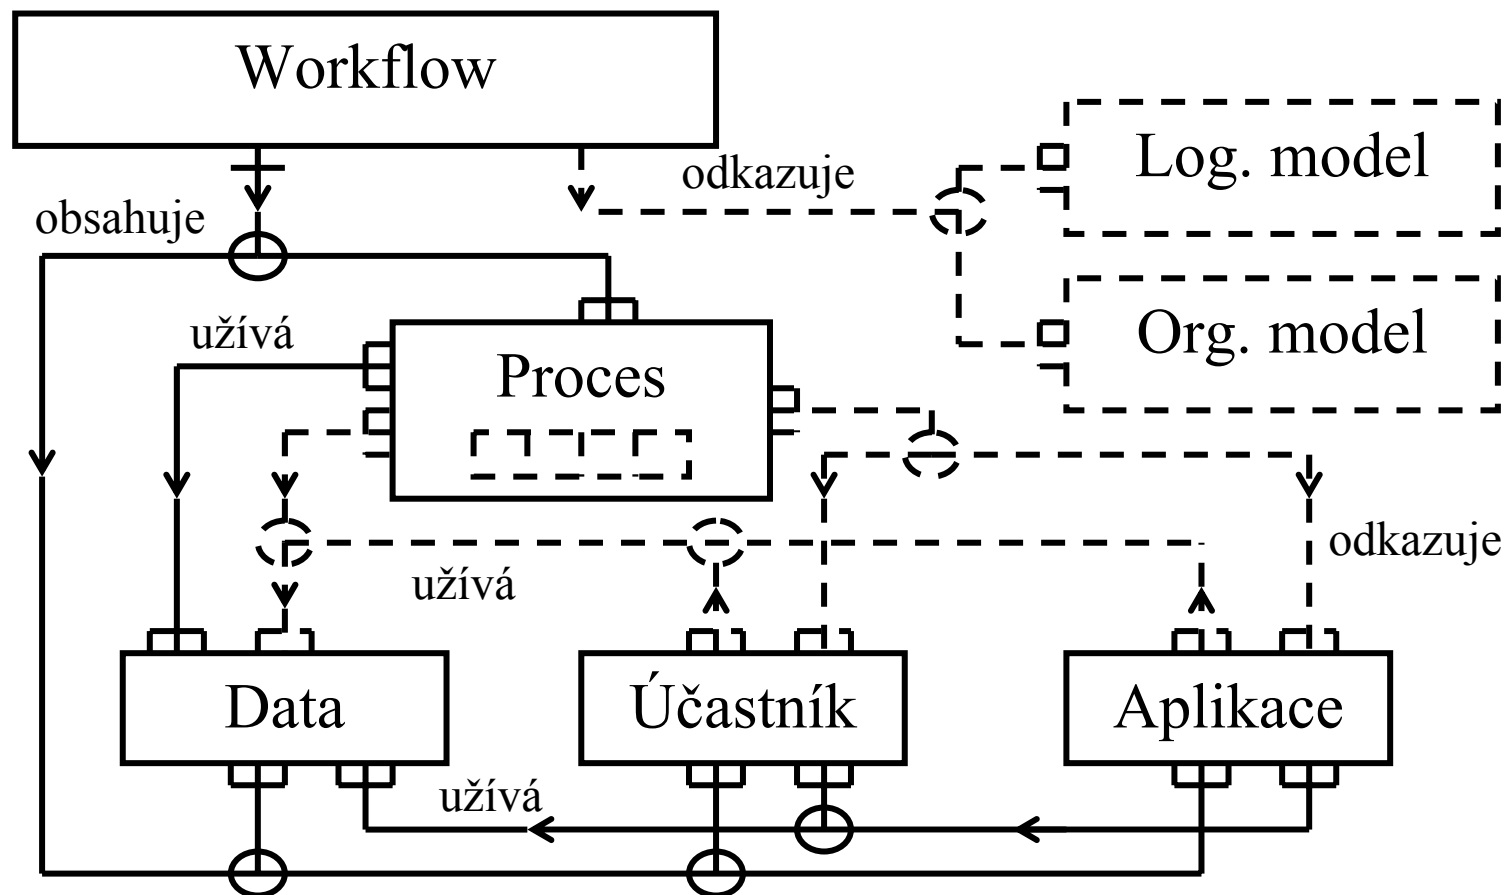 Workflow
odkazuje
Log. model
obsahuje
Org. model
užívá
Proces
odkazuje
užívá
Data
Účastník
Aplikace
užívá